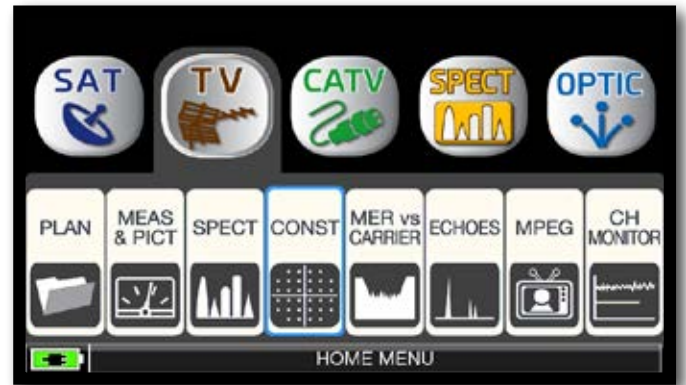 SAT TV CATV SPECT OPTIC
PLAN MEAS & PICT SPECT CONST MER vs CARRIER ECHOES MPEG CH MONITOR
HOME MENU